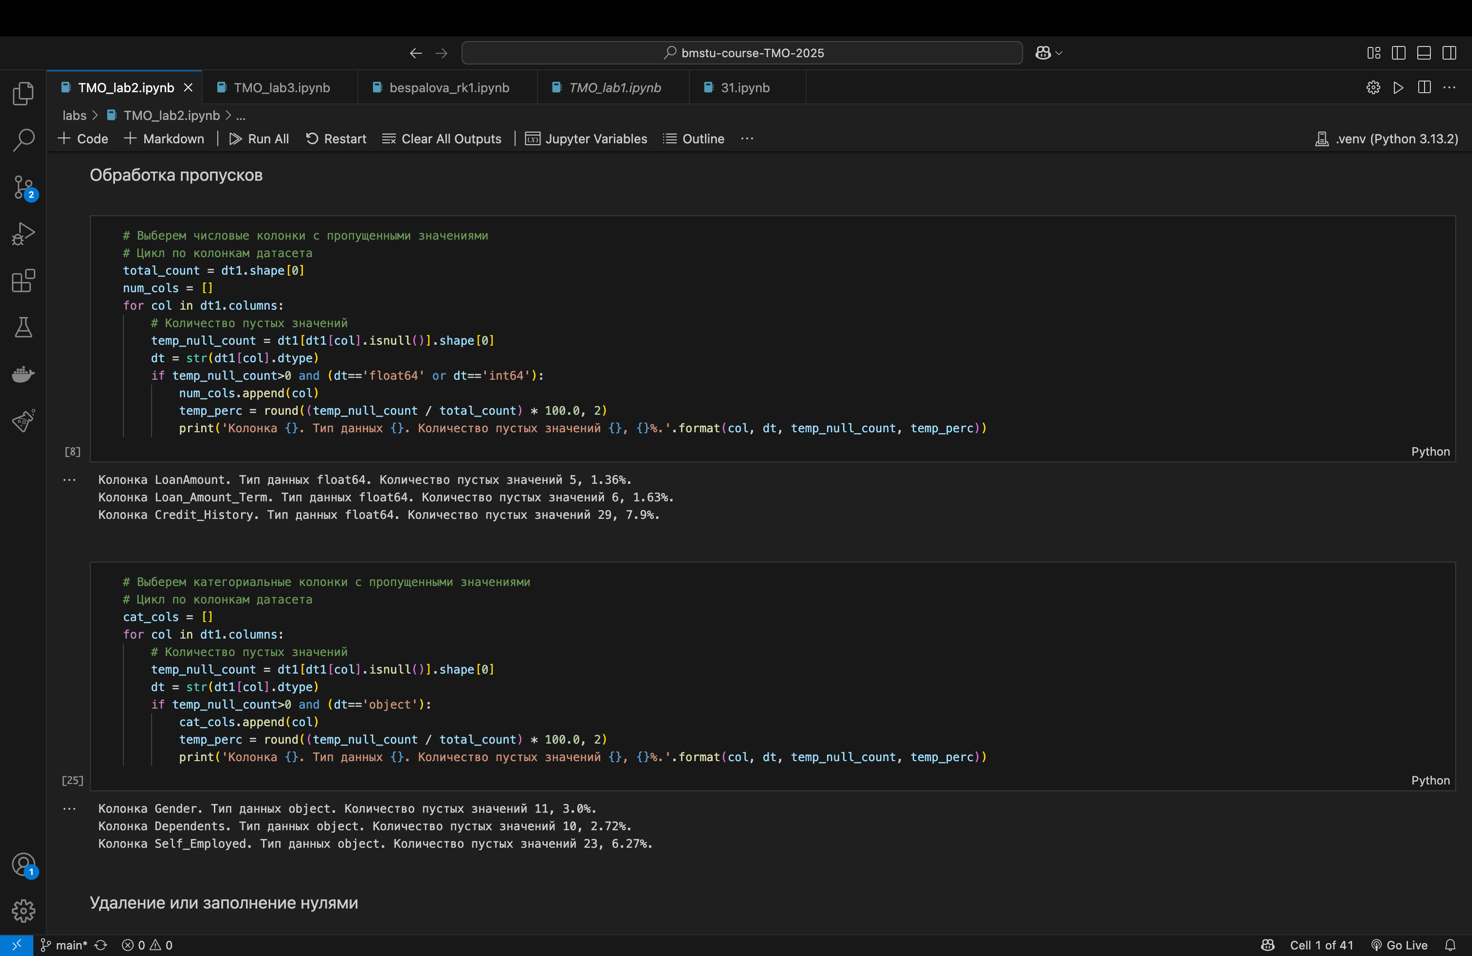 bmstu-course-TMO-2025
TMO_lab2.ipynb
TMO_lab3.ipynb
bespalova_rk1.ipynb
TMO_lab1.ipynb
31.ipynb
labs > TMO_lab2.ipynb > ...
+ Code + Markdown Run All Restart Clear All Outputs Jupyter Variables Outline ...
.venv (Python 3.13.2)
2
Обработка пропусков
# Выберем числовые колонки с пропущенными значениями
# Цикл по колонкам датасета
total_count = dt1.shape[0]
num_cols = []
for col in dt1.columns:
    # Количество пустых значений
    temp_null_count = dt1[dt1[col].isnull()].shape[0]
    dt = str(dt1[col].dtype)
    if temp_null_count>0 and (dt=='float64' or dt=='int64'):
        num_cols.append(col)
        temp_perc = round((temp_null_count / total_count) * 100.0, 2)
        print('Колонка {}. Тип данных {}. Количество пустых значений {}, {}%.'.format(col, dt, temp_null_count, temp_perc))
[8]
Python
Колонка LoanAmount. Тип данных float64. Количество пустых значений 5, 1.36%.
Колонка Loan_Amount_Term. Тип данных float64. Количество пустых значений 6, 1.63%.
Колонка Credit_History. Тип данных float64. Количество пустых значений 29, 7.9%.
# Выберем категориальные колонки с пропущенными значениями
# Цикл по колонкам датасета
cat_cols = []
for col in dt1.columns:
    # Количество пустых значений
    temp_null_count = dt1[dt1[col].isnull()].shape[0]
    dt = str(dt1[col].dtype)
    if temp_null_count>0 and (dt=='object'):
        cat_cols.append(col)
        temp_perc = round((temp_null_count / total_count) * 100.0, 2)
        print('Колонка {}. Тип данных {}. Количество пустых значений {}, {}%.'.format(col, dt, temp_null_count, temp_perc))
[25]
Python
Колонка Gender. Тип данных object. Количество пустых значений 11, 3.0%.
Колонка Dependents. Тип данных object. Количество пустых значений 10, 2.72%.
Колонка Self_Employed. Тип данных object. Количество пустых значений 23, 6.27%.
Удаление или заполнение нулями
1
main* 0 0
Cell 1 of 41 Go Live